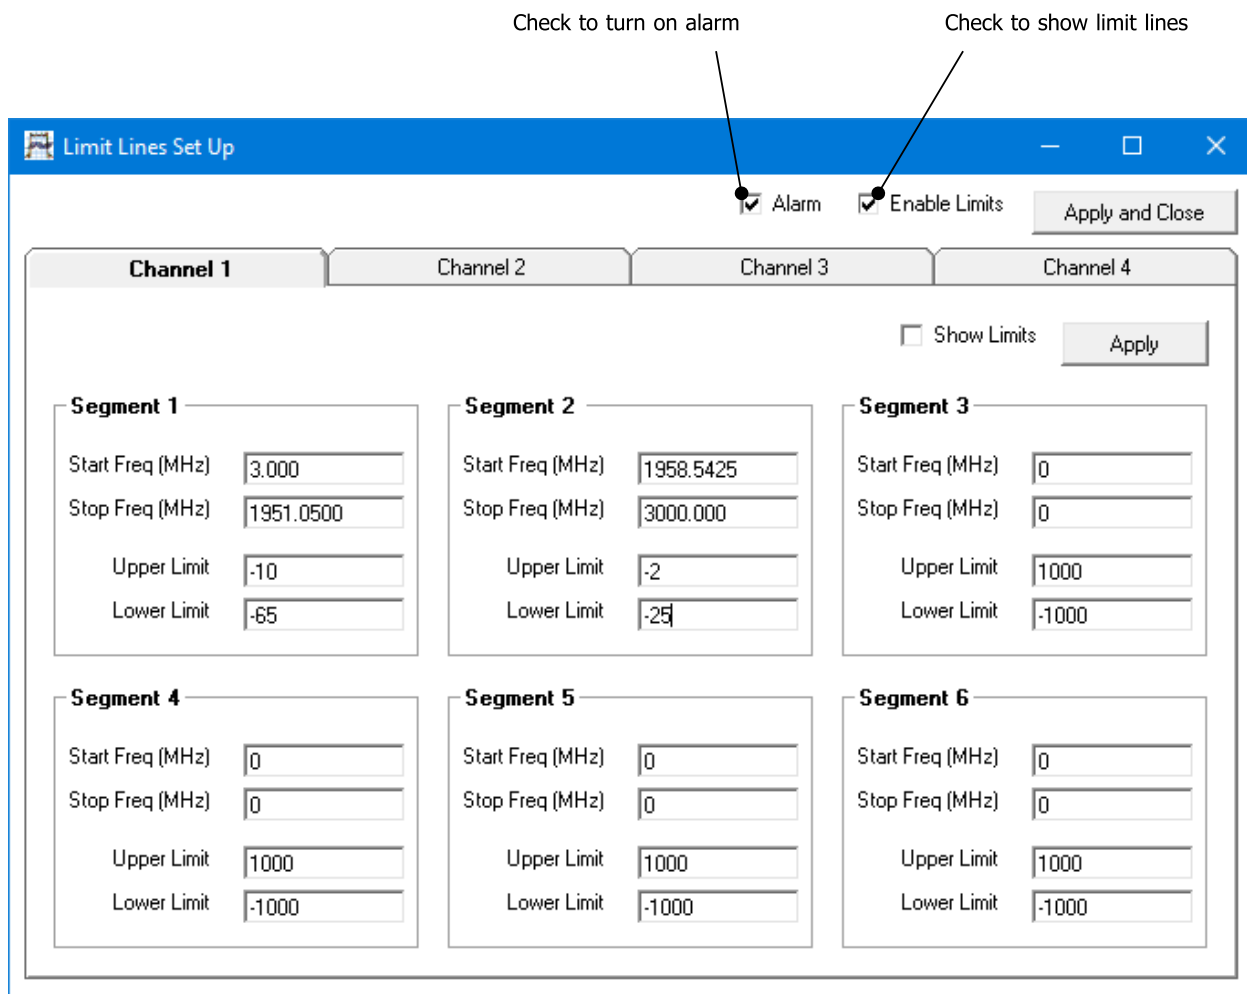 Check to turn on alarm
Check to show limit lines
Limit Lines Set Up
Alarm
Enable Limits
Apply and Close
Channel 1
Channel 2
Channel 3
Channel 4
Show Limits
Apply
Segment 1
Start Freq (MHz) 3.000
Stop Freq (MHz) 1951.0500
Upper Limit -10
Lower Limit -65
Segment 2
Start Freq (MHz) 1958.5425
Stop Freq (MHz) 3000.000
Upper Limit -2
Lower Limit -25
Segment 3
Start Freq (MHz) 0
Stop Freq (MHz) 0
Upper Limit 1000
Lower Limit -1000
Segment 4
Start Freq (MHz) 0
Stop Freq (MHz) 0
Upper Limit 1000
Lower Limit -1000
Segment 5
Start Freq (MHz) 0
Stop Freq (MHz) 0
Upper Limit 1000
Lower Limit -1000
Segment 6
Start Freq (MHz) 0
Stop Freq (MHz) 0
Upper Limit 1000
Lower Limit -1000